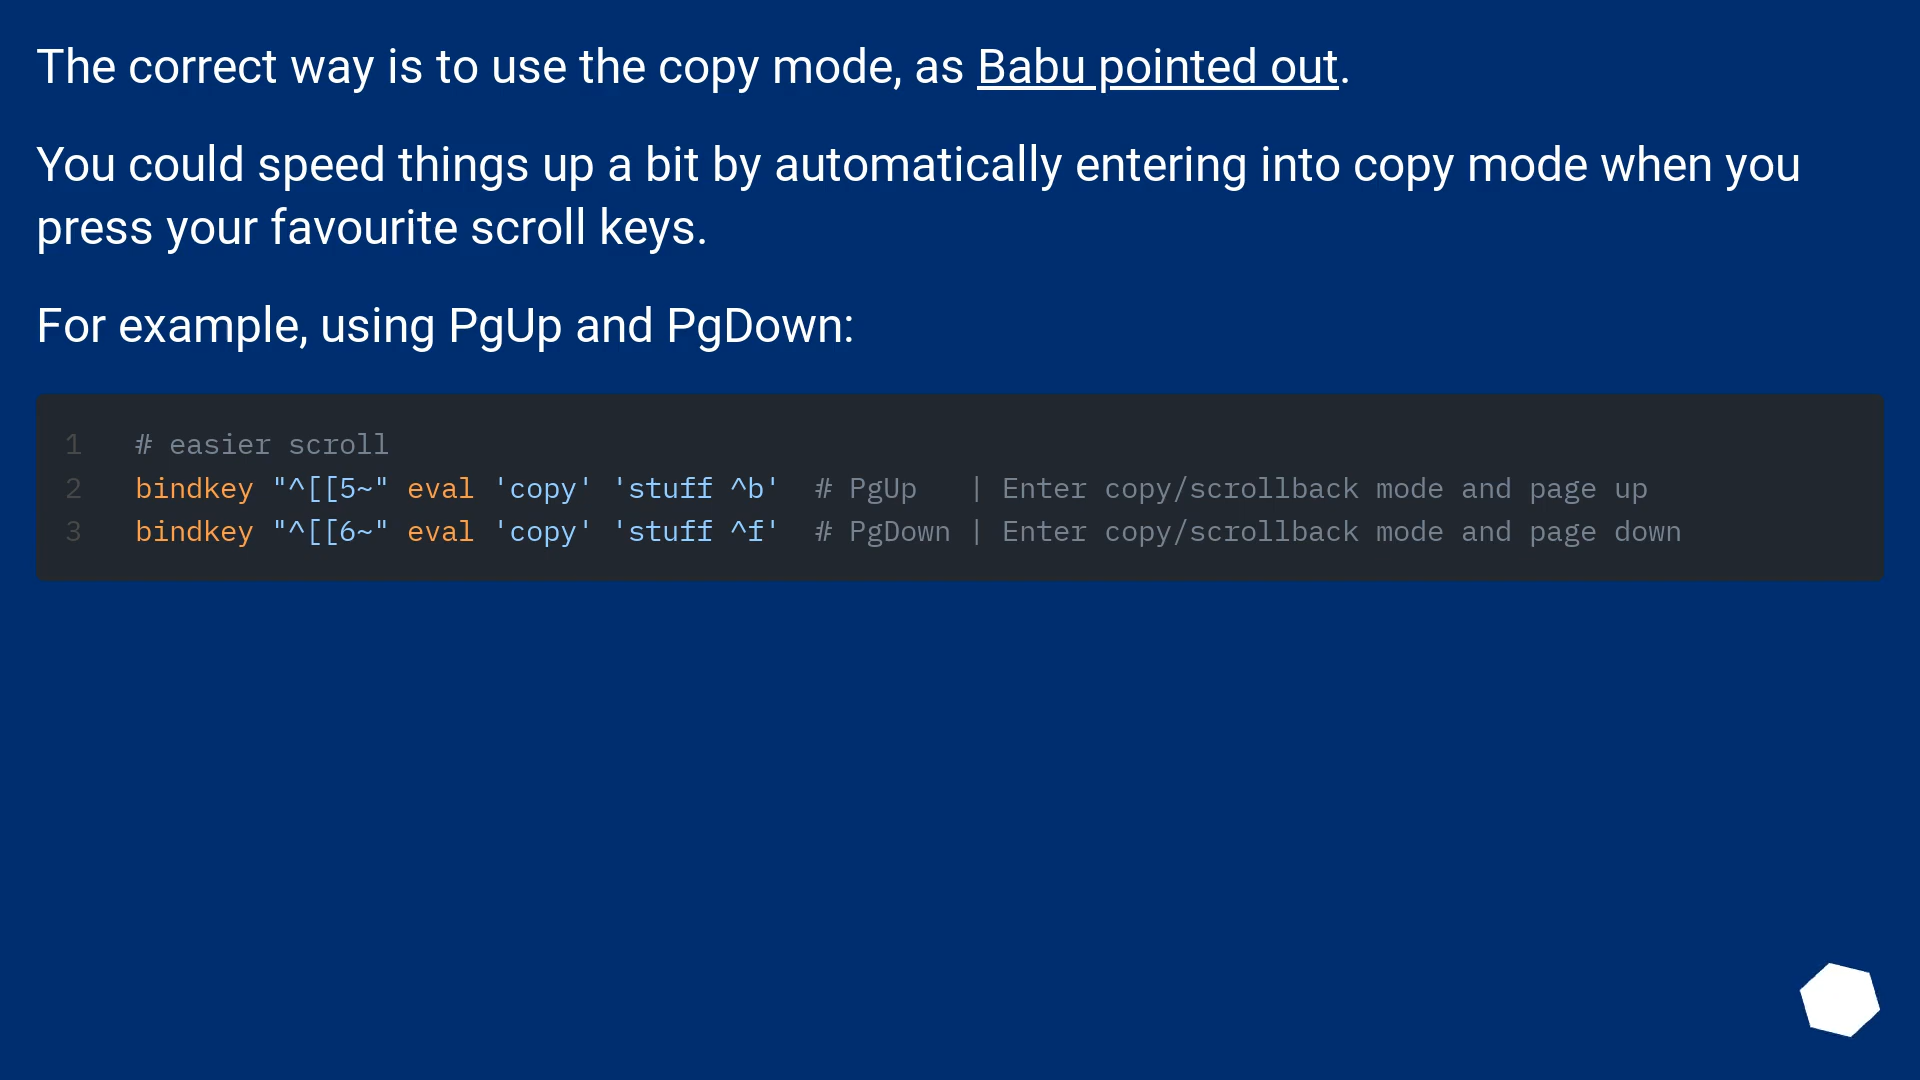 The correct way is to use the copy mode, as Babu pointed out.
You could speed things up a bit by automatically entering into copy mode when you
press your favourite scroll keys.
For example, using PgUp and PgDown:
1 # easier scroll
2 bindkey "^[[5~" eval 'copy' 'stuff ^b'  # PgUp   | Enter copy/scrollback mode and page up
3 bindkey "^[[6~" eval 'copy' 'stuff ^f'  # PgDown | Enter copy/scrollback mode and page down